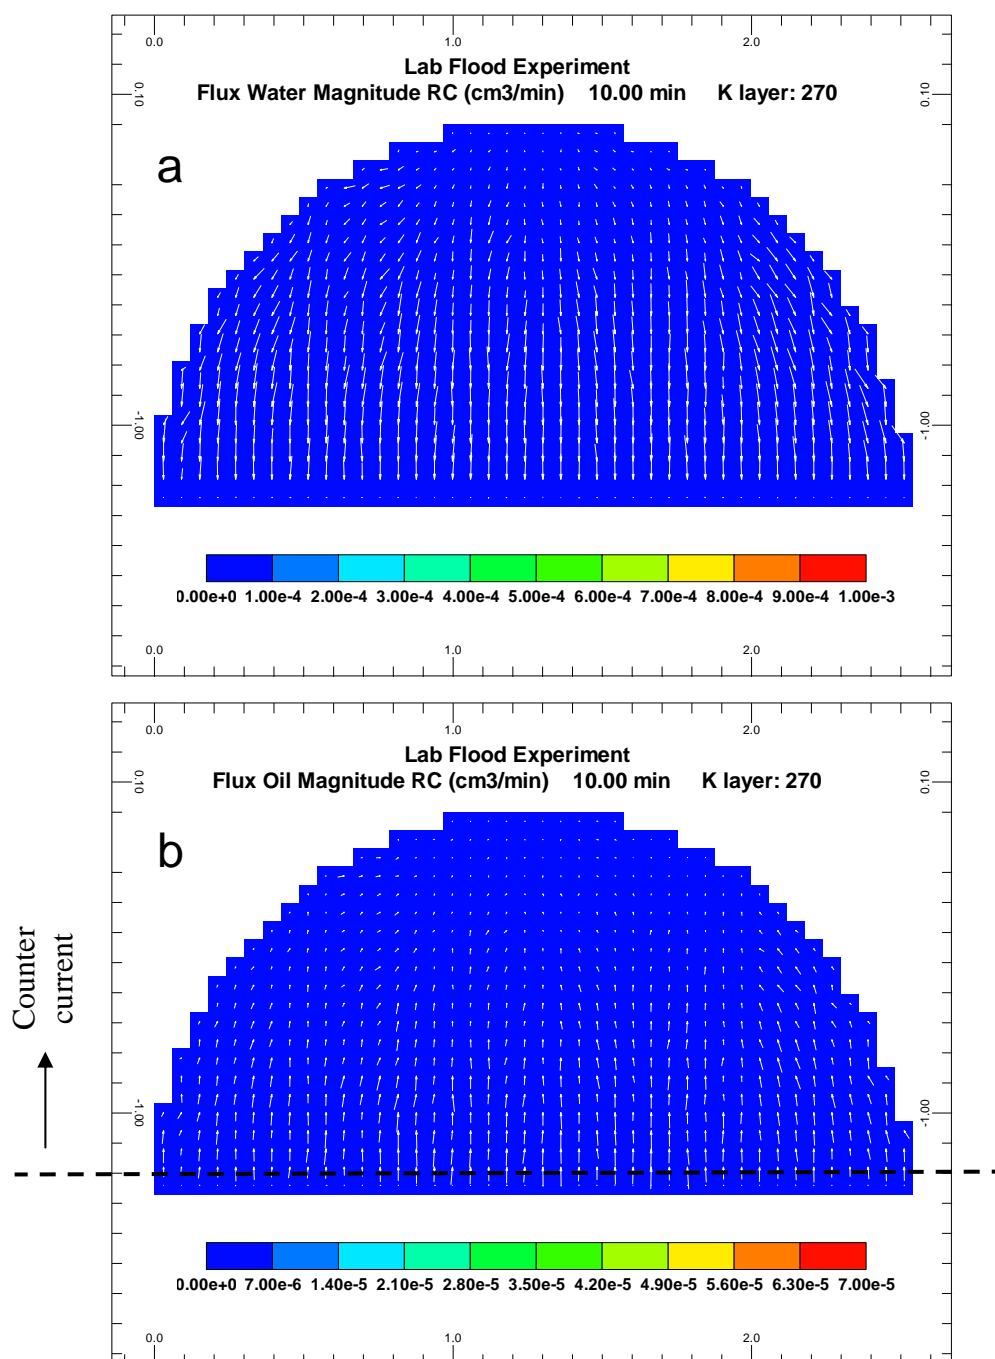 0.0 1.0 2.0
Lab Flood Experiment
0.10 Flux Water Magnitude RC (cm3/min) 10.00 min K layer: 270 0.10
a
-1.00 -1.00
0.00e+0 1.00e-4 2.00e-4 3.00e-4 4.00e-4 5.00e-4 6.00e-4 7.00e-4 8.00e-4 9.00e-4 1.00e-3
0.0 1.0 2.0
0.0 1.0 2.0
Lab Flood Experiment
0.10 Flux Oil Magnitude RC (cm3/min) 10.00 min K layer: 270 0.10
b
Counter
current
-1.00 -1.00
0.00e+0 7.00e-6 1.40e-5 2.10e-5 2.80e-5 3.50e-5 4.20e-5 4.90e-5 5.60e-5 6.30e-5 7.00e-5
0.0 1.0 2.0